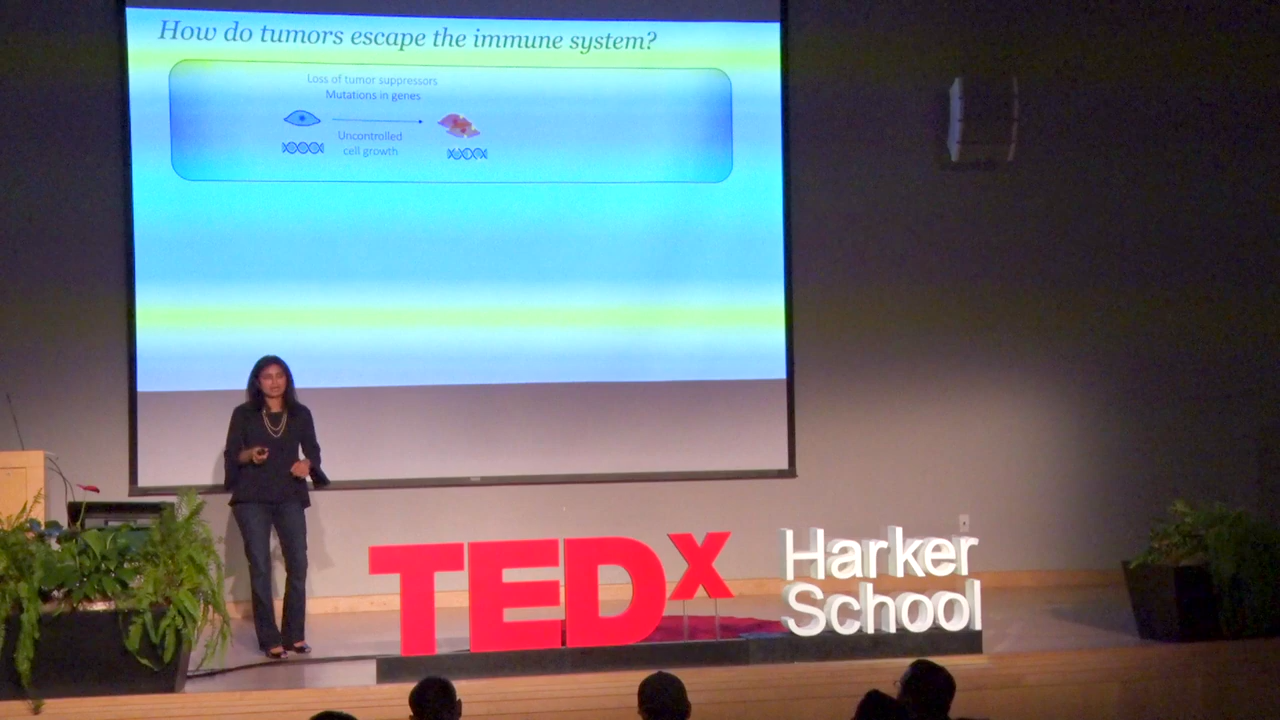 How do tumors escape the immune system?
Loss of tumor suppressors
Mutations in genes
Uncontrolled
cell growth
TEDx
Harker
School